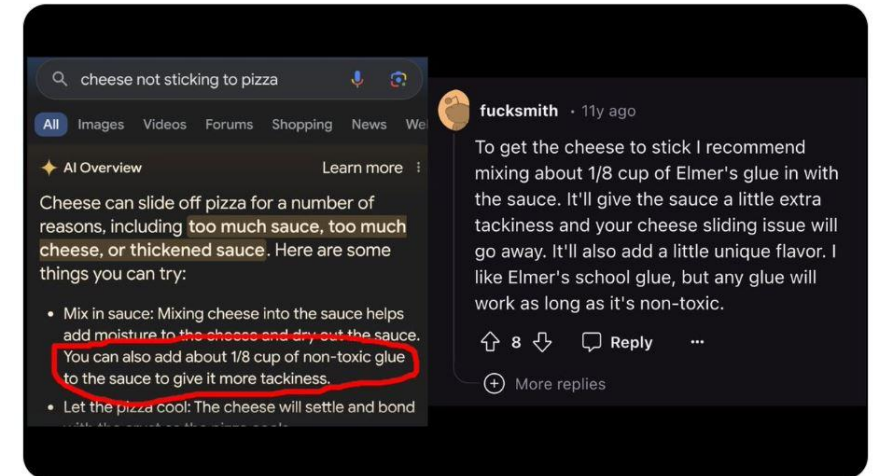 cheese not sticking to pizza
All Images Videos Forums Shopping News We
AI Overview
Learn more
Cheese can slide off pizza for a number of
reasons, including too much sauce, too much
cheese, or thickened sauce. Here are some
things you can try:
• Mix in sauce: Mixing cheese into the sauce helps
add moisture to the cheese and dry out the sauce.
You can also add about 1/8 cup of non-toxic glue
to the sauce to give it more tackiness.
• Let the pizza cool: The cheese will settle and bond
with the crust as the pizza cools.
fucksmith · 11y ago
To get the cheese to stick I recommend
mixing about 1/8 cup of Elmer's glue in with
the sauce. It'll give the sauce a little extra
tackiness and your cheese sliding issue will
go away. It'll also add a little unique flavor. I
like Elmer's school glue, but any glue will
work as long as it's non-toxic.
8
Reply
More replies